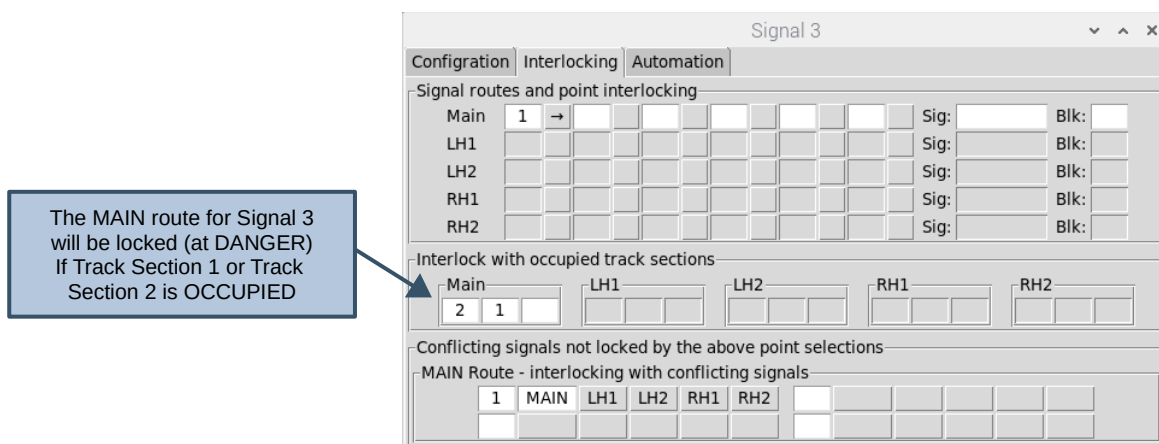 Signal 3
Configration Interlocking Automation
Signal routes and point interlocking
Main 1 → Sig: Blk:
LH1 Sig: Blk:
LH2 Sig: Blk:
RH1 Sig: Blk:
RH2 Sig: Blk:
The MAIN route for Signal 3
will be locked (at DANGER)
If Track Section 1 or Track
Section 2 is OCCUPIED
Interlock with occupied track sections
Main LH1 LH2 RH1 RH2
2 1
Conflicting signals not locked by the above point selections
MAIN Route - interlocking with conflicting signals
1 MAIN LH1 LH2 RH1 RH2